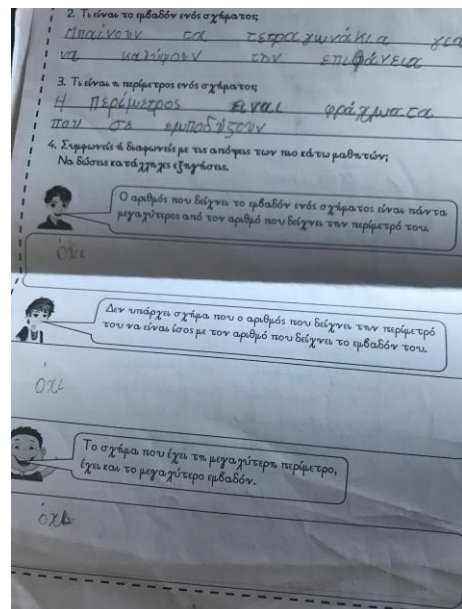 2. Τι είναι το εμβαδόν ενός σχήματος;
Μπαίνουν τα τετραγωνάκια για
να καλύψουν την επιφάνεια
3. Τι είναι η περίμετρος ενός σχήματος;
Η περίμετρος είναι φράχματα
που σε εμποδήζουν
4. Συμφωνείς ή διαφωνείς με τις απόψεις των πιο κάτω μαθητών;
Να δώσεις κατάλληλες εξηγήσεις.
Ο αριθμός που δείχνει το εμβαδόν ενός σχήματος είναι πάντα
μεγαλύτερος από τον αριθμό που δείχνει την περίμετρό του.
όχι
Δεν υπάρχει σχήμα που ο αριθμός που δείχνει την περίμετρό
του να είναι ίσος με τον αριθμό που δείχνει το εμβαδόν του.
όχι
Το σχήμα που έχει τη μεγαλύτερη περίμετρο,
έχει και το μεγαλύτερο εμβαδόν.
όχι